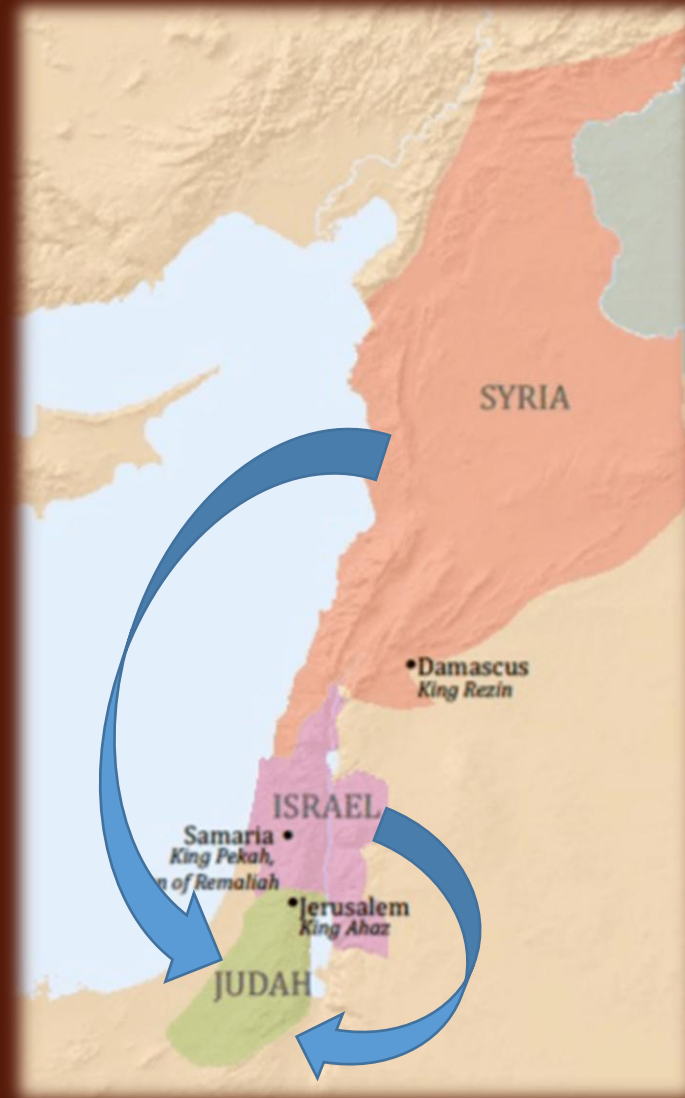 SYRIA
Damascus
King Rezin
ISRAEL
Samaria
King Pekah,
n of Remaliah
Jerusalem
King Ahaz
JUDAH